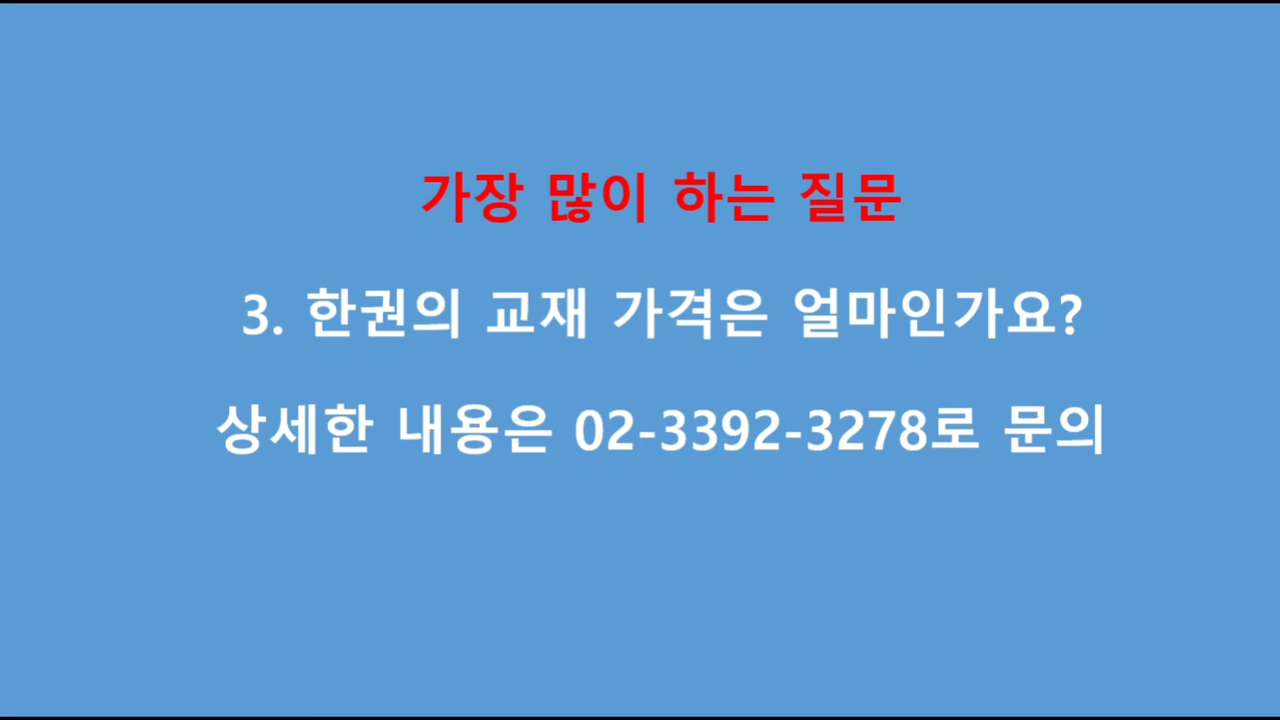 가장 많이 하는 질문
3. 한권의 교재 가격은 얼마인가요?
상세한 내용은 02-3392-3278로 문의